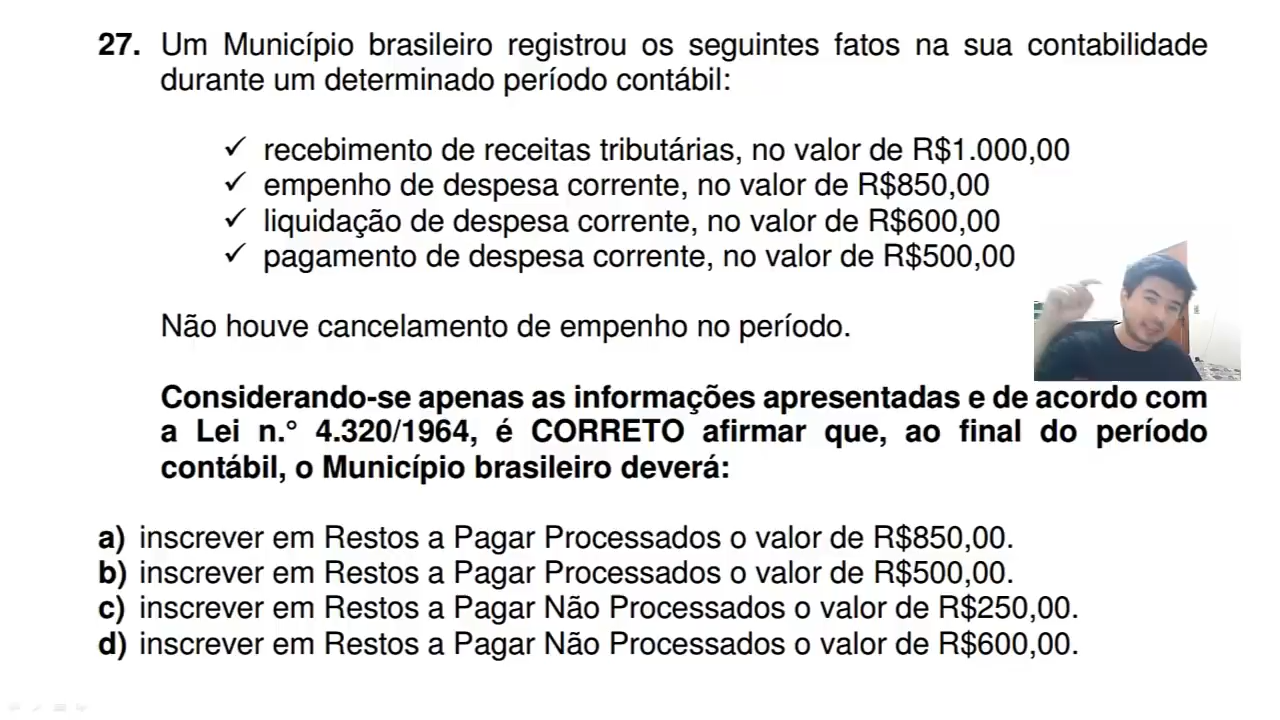 27. Um Município brasileiro registrou os seguintes fatos na sua contabilidade
durante um determinado período contábil:
✓ recebimento de receitas tributárias, no valor de R$1.000,00
✓ empenho de despesa corrente, no valor de R$850,00
✓ liquidação de despesa corrente, no valor de R$600,00
✓ pagamento de despesa corrente, no valor de R$500,00
Não houve cancelamento de empenho no período.
Considerando-se apenas as informações apresentadas e de acordo com
a Lei n.° 4.320/1964, é CORRETO afirmar que, ao final do período
contábil, o Município brasileiro deverá:
a) inscrever em Restos a Pagar Processados o valor de R$850,00.
b) inscrever em Restos a Pagar Processados o valor de R$500,00.
c) inscrever em Restos a Pagar Não Processados o valor de R$250,00.
d) inscrever em Restos a Pagar Não Processados o valor de R$600,00.